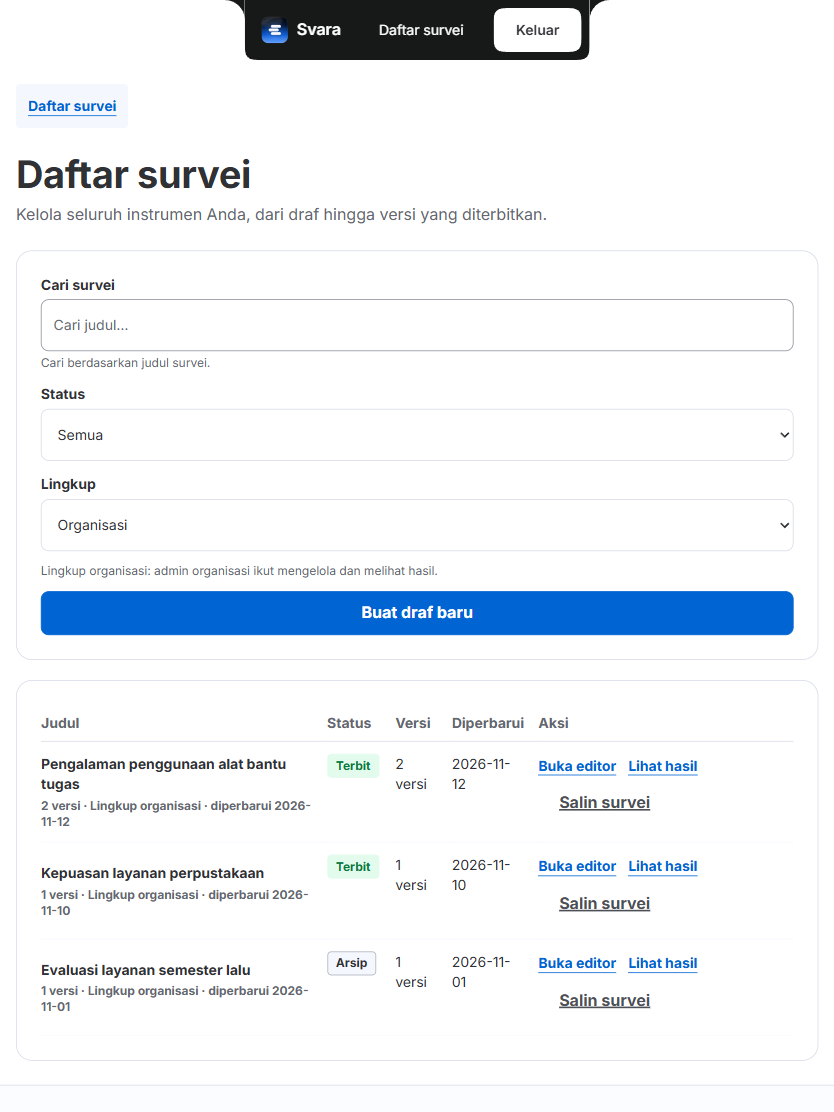 Svara
Daftar survei
Keluar
Daftar survei
Daftar survei
Kelola seluruh instrumen Anda, dari draf hingga versi yang diterbitkan.
Cari survei
Cari judul...
Cari berdasarkan judul survei.
Status
Semua
Lingkup
Organisasi
Lingkup organisasi: admin organisasi ikut mengelola dan melihat hasil.
Buat draf baru
Judul Status Versi Diperbarui Aksi
Pengalaman penggunaan alat bantu
tugas
2 versi · Lingkup organisasi · diperbarui 2026-
11-12
Terbit
2
versi
2026-11-
12
Buka editor Lihat hasil
Salin survei
Kepuasan layanan perpustakaan
1 versi · Lingkup organisasi · diperbarui 2026-
11-10
Terbit
1
versi
2026-11-
10
Buka editor Lihat hasil
Salin survei
Evaluasi layanan semester lalu
1 versi · Lingkup organisasi · diperbarui 2026-
11-01
Arsip
1
versi
2026-11-
01
Buka editor Lihat hasil
Salin survei